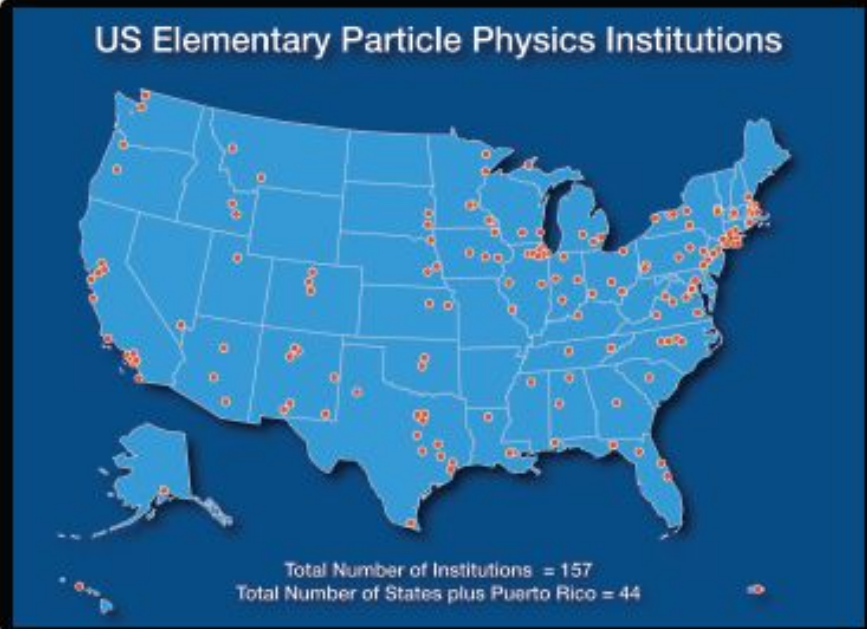 US Elementary Particle Physics Institutions
Total Number of Institutions = 157
Total Number of States plus Puerto Rico = 44